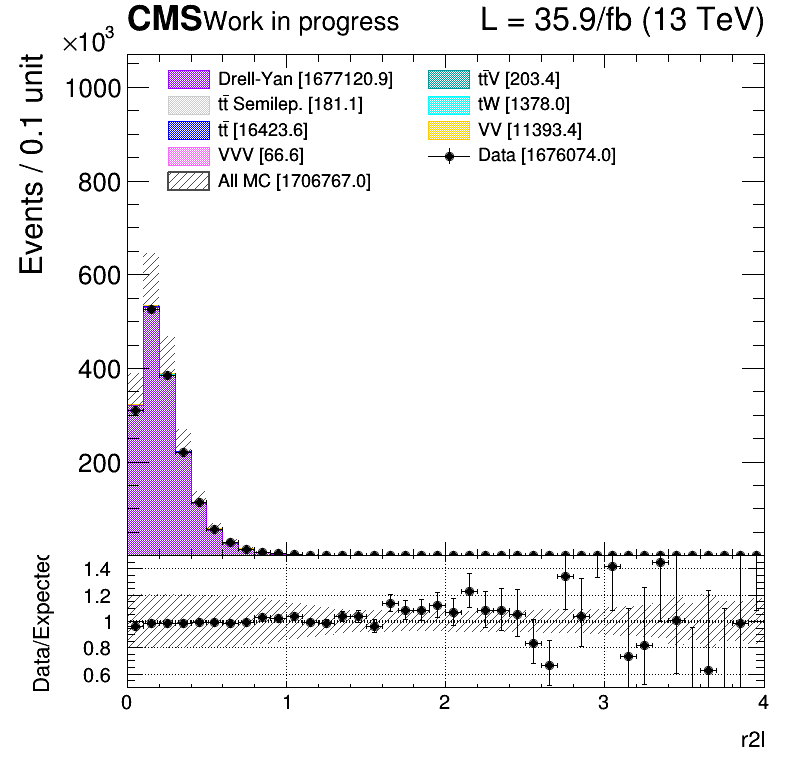 CMS Work in progress L = 35.9/fb (13 TeV)
×10³
Drell-Yan [1677120.9] tt̄V [203.4]
tt̄ Semilep. [181.1] tW [1378.0]
tt̄ [16423.6] VV [11393.4]
VVV [66.6] Data [1676074.0]
All MC [1706767.0]
Events / 0.1 unit
1000
800
600
400
200
Data/Expected
1.4
1.2
1
0.8
0.6
0 1 2 3 4
r2l